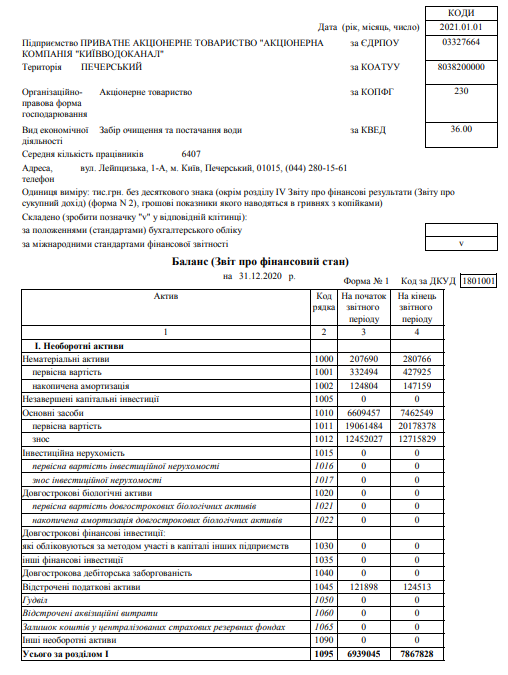 КОДИ
Дата (рік, місяць, число) 2021.01.01
Підприємство ПРИВАТНЕ АКЦІОНЕРНЕ ТОВАРИСТВО "АКЦІОНЕРНА за ЄДРПОУ 03327664
КОМПАНІЯ "КИЇВВОДОКАНАЛ"
Територія ПЕЧЕРСЬКИЙ за КОАТУУ 8038200000
Організаційно- Акціонерне товариство за КОПФГ 230
правова форма
господарювання
Вид економічної Забір очищення та постачання води за КВЕД 36.00
діяльності
Середня кількість працівників 6407
Адреса, вул. Лейпцизька, 1-А, м. Київ, Печерський, 01015, (044) 280-15-61
телефон
Одиниця виміру: тис.грн. без десяткового знака (окрім розділу IV Звіту про фінансові результати (Звіту про
сукупний дохід) (форма N 2), грошові показники якого наводяться в гривнях з копійками)
Складено (зробити позначку "v" у відповідній клітинці):
за положеннями (стандартами) бухгалтерського обліку
за міжнародними стандартами фінансової звітності v
Баланс (Звіт про фінансовий стан)
на 31.12.2020 р.
Форма № 1 Код за ДКУД 1801001
Актив Код На початок На кінець
рядка звітного звітного
періоду періоду
1 2 3 4
I. Необоротні активи
Нематеріальні активи 1000 207690 280766
первісна вартість 1001 332494 427925
накопичена амортизація 1002 124804 147159
Незавершені капітальні інвестиції 1005 0 0
Основні засоби 1010 6609457 7462549
первісна вартість 1011 19061484 20178378
знос 1012 12452027 12715829
Інвестиційна нерухомість 1015 0 0
первісна вартість інвестиційної нерухомості 1016 0 0
знос інвестиційної нерухомості 1017 0 0
Довгострокові біологічні активи 1020 0 0
первісна вартість довгострокових біологічних активів 1021 0 0
накопичена амортизація довгострокових біологічних активів 1022 0 0
Довгострокові фінансові інвестиції:
які обліковуються за методом участі в капіталі інших підприємств 1030 0 0
інші фінансові інвестиції 1035 0 0
Довгострокова дебіторська заборгованість 1040 0 0
Відстрочені податкові активи 1045 121898 124513
Гудвіл 1050 0 0
Відстрочені аквізиційні витрати 1060 0 0
Залишок коштів у централізованих страхових резервних фондах 1065 0 0
Інші необоротні активи 1090 0 0
Усього за розділом I 1095 6939045 7867828